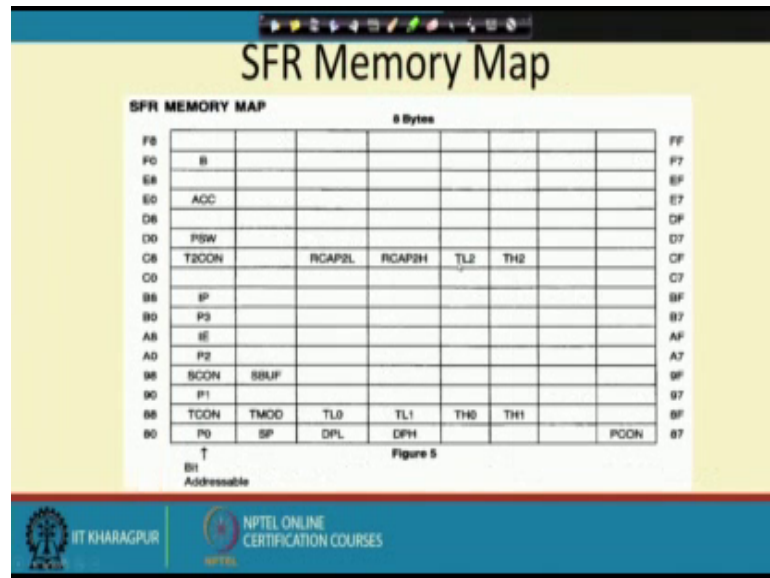 SFR Memory Map
SFR MEMORY MAP
8 Bytes
F8 FF
F0 B F7
E8 EF
E0 ACC E7
D8 DF
D0 PSW D7
C8 T2CON RCAP2L RCAP2H TL2 TH2 CF
C0 C7
B8 IP BF
B0 P3 B7
A8 IE AF
A0 P2 A7
98 SCON SBUF 9F
90 P1 97
88 TCON TMOD TL0 TL1 TH0 TH1 8F
80 P0 SP DPL DPH PCON 87
↑
Bit
Addressable
Figure 5
IIT KHARAGPUR
NPTEL ONLINE
CERTIFICATION COURSES
NPTEL